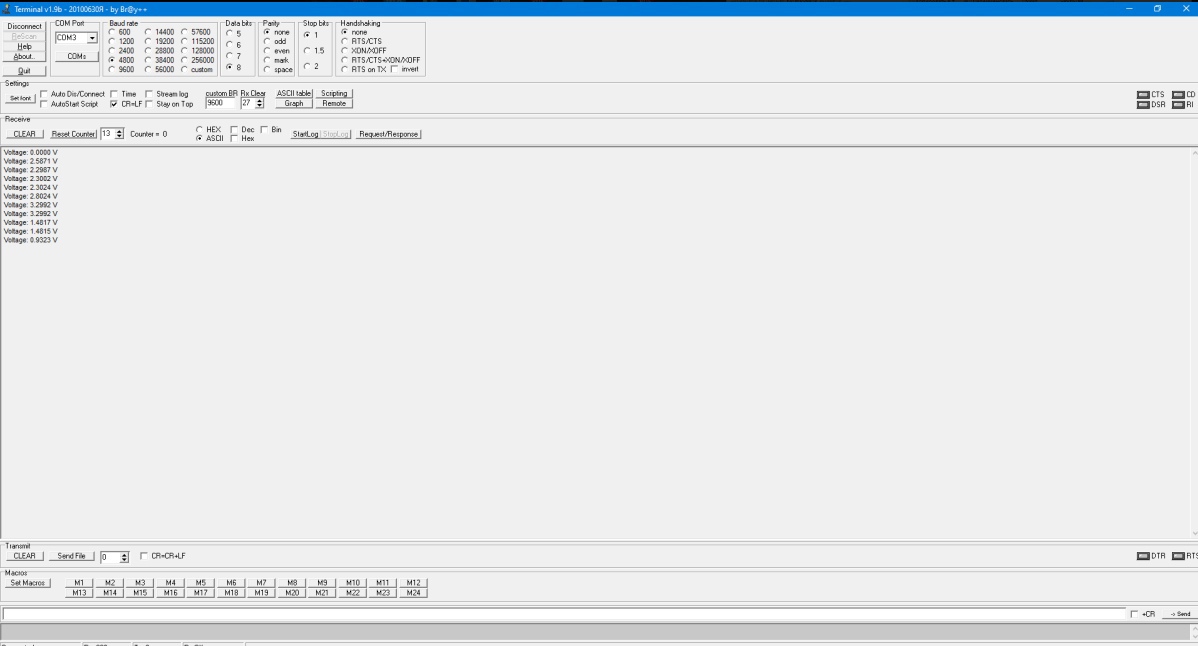 Terminal v1.9b - 20100630Я - by Br@y++
Disconnect
ReScan
Help
About..
Quit
COM Port
COM3
COMs
Baud rate
600 14400 57600
1200 19200 115200
2400 28800 128000
4800 38400 256000
9600 56000 custom
Data bits
5
6
7
8
Parity
none
odd
even
mark
space
Stop bits
1
1.5
2
Handshaking
none
RTS/CTS
XON/XOFF
RTS/CTS+XON/XOFF
RTS on TX invert
Settings
Set font
Auto Dis/Connect Time Stream log
AutoStart Script CR=LF Stay on Top
custom BR Rx Clear
9600 27
ASCII table Scripting
Graph Remote
CTS CD
DSR RI
Receive
CLEAR Reset Counter 13 Counter = 0
HEX Dec Bin
ASCII Hex
StartLog StopLog Request/Response
Voltage: 0.0000 V
Voltage: 2.5871 V
Voltage: 2.2987 V
Voltage: 2.3002 V
Voltage: 2.3024 V
Voltage: 2.8024 V
Voltage: 3.2992 V
Voltage: 3.2992 V
Voltage: 1.4817 V
Voltage: 1.4815 V
Voltage: 0.9323 V
Transmit
CLEAR Send File 0 CR=CR+LF
DTR RTS
Macros
Set Macros
M1 M2 M3 M4 M5 M6 M7 M8 M9 M10 M11 M12
M13 M14 M15 M16 M17 M18 M19 M20 M21 M22 M23 M24
+CR -> Send